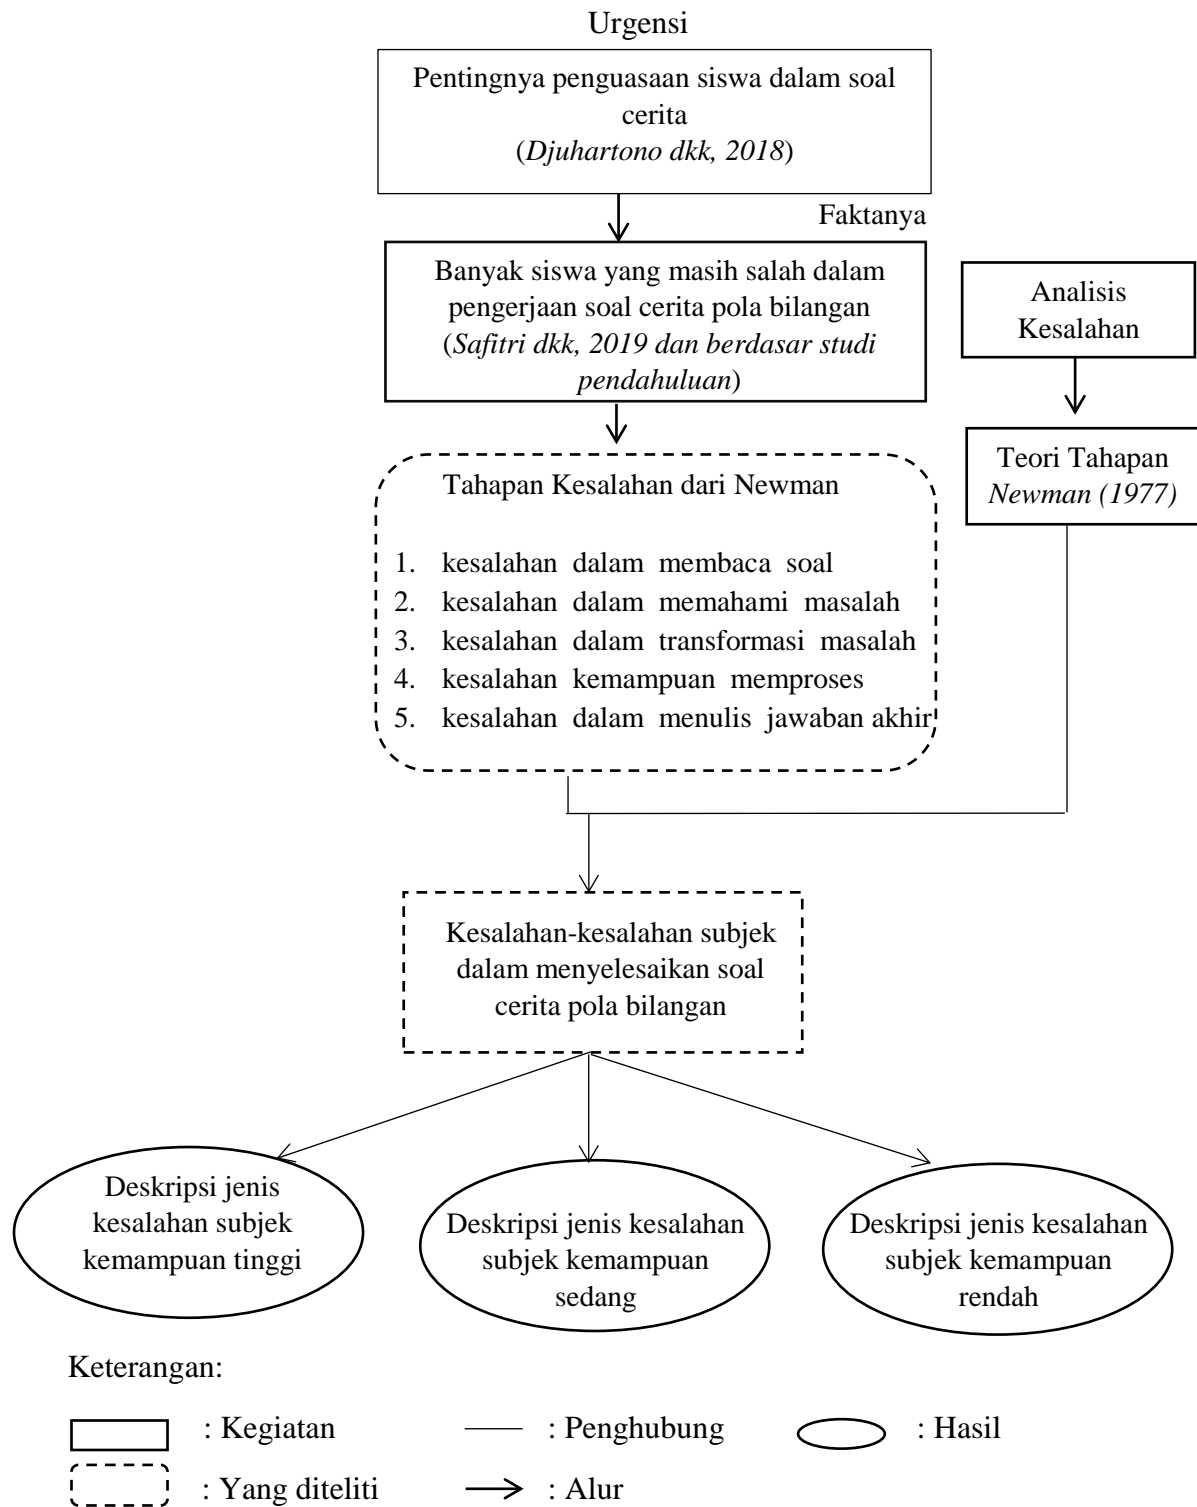 Urgensi
Pentingnya penguasaan siswa dalam soal
cerita
(Djuhartono dkk, 2018)
Faktanya
Banyak siswa yang masih salah dalam
pengerjaan soal cerita pola bilangan
(Safitri dkk, 2019 dan berdasar studi
pendahuluan)
Analisis
Kesalahan
Teori Tahapan
Newman (1977)
Tahapan Kesalahan dari Newman
1. kesalahan dalam membaca soal
2. kesalahan dalam memahami masalah
3. kesalahan dalam transformasi masalah
4. kesalahan kemampuan memproses
5. kesalahan dalam menulis jawaban akhir
Kesalahan-kesalahan subjek
dalam menyelesaikan soal
cerita pola bilangan
Deskripsi jenis
kesalahan subjek
kemampuan tinggi
Deskripsi jenis kesalahan
subjek kemampuan
sedang
Deskripsi jenis kesalahan
subjek kemampuan
rendah
Keterangan:
: Kegiatan
: Penghubung
: Hasil
: Yang diteliti
: Alur